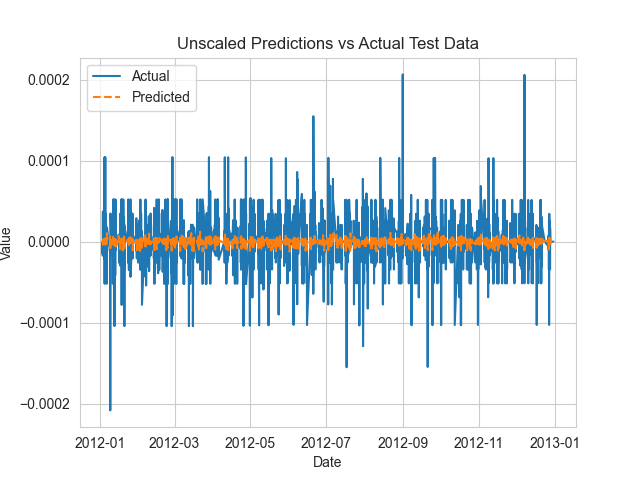 Unscaled Predictions vs Actual Test Data
Actual
Predicted
0.0002
0.0001
0.0000
−0.0001
−0.0002
Value
2012-01 2012-03 2012-05 2012-07 2012-09 2012-11 2013-01
Date